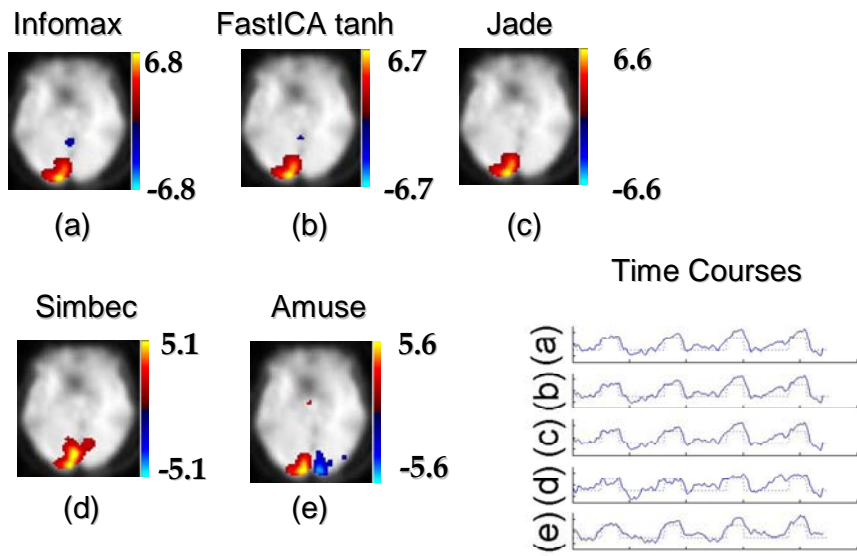 Infomax FastICA tanh Jade
6.8 6.7 6.6
-6.8 -6.7 -6.6
(a) (b) (c)
Time Courses
Simbec Amuse
5.1 5.6
-5.1 -5.6
(d) (e)
(a)
(b)
(c)
(d)
(e)